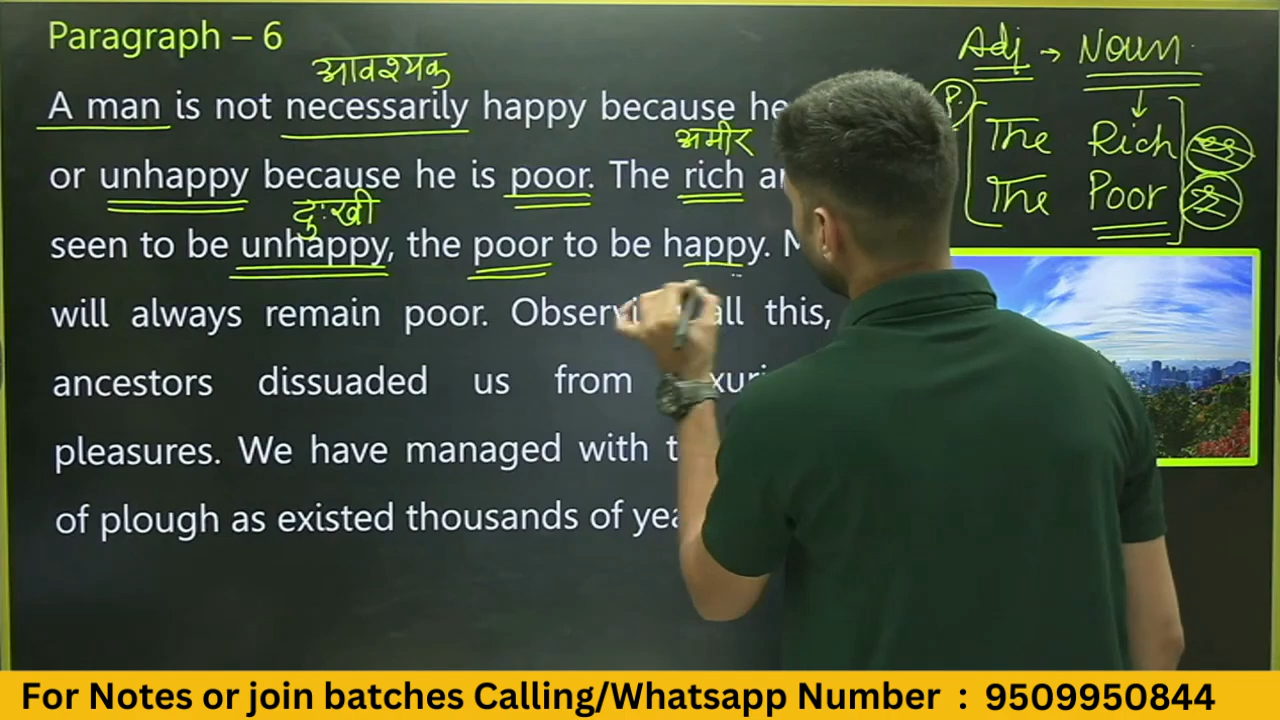 Paragraph – 6
आवश्यक
A man is not necessarily happy because he
अमीर
or unhappy because he is poor. The rich
दुःखी
seen to be unhappy, the poor to be happy.
will always remain poor. all this,
ancestors dissuaded us from
pleasures. We have managed with
of plough as existed thousands of
Adj → Noun
P.
The Rich
The Poor
For Notes or join batches Calling/Whatsapp Number : 9509950844